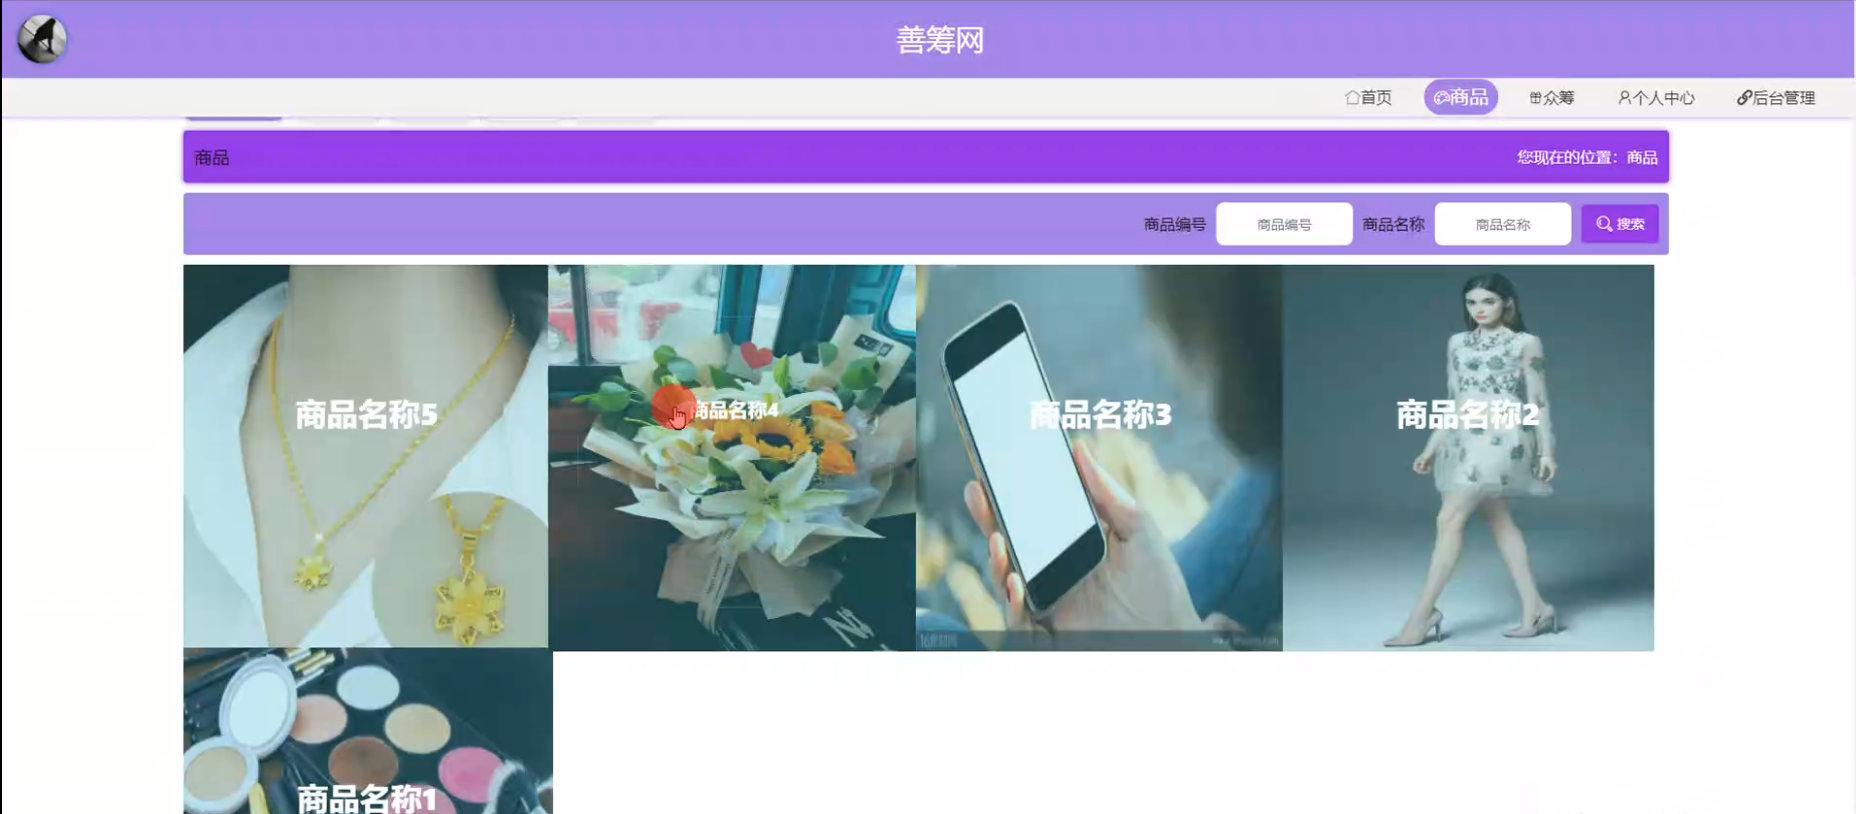 善筹网
首页
商品
众筹
个人中心
后台管理
商品
您现在的位置：商品
商品编号
商品编号
商品名称
商品名称
搜索
商品名称5
商品名称4
商品名称3
商品名称2
商品名称1